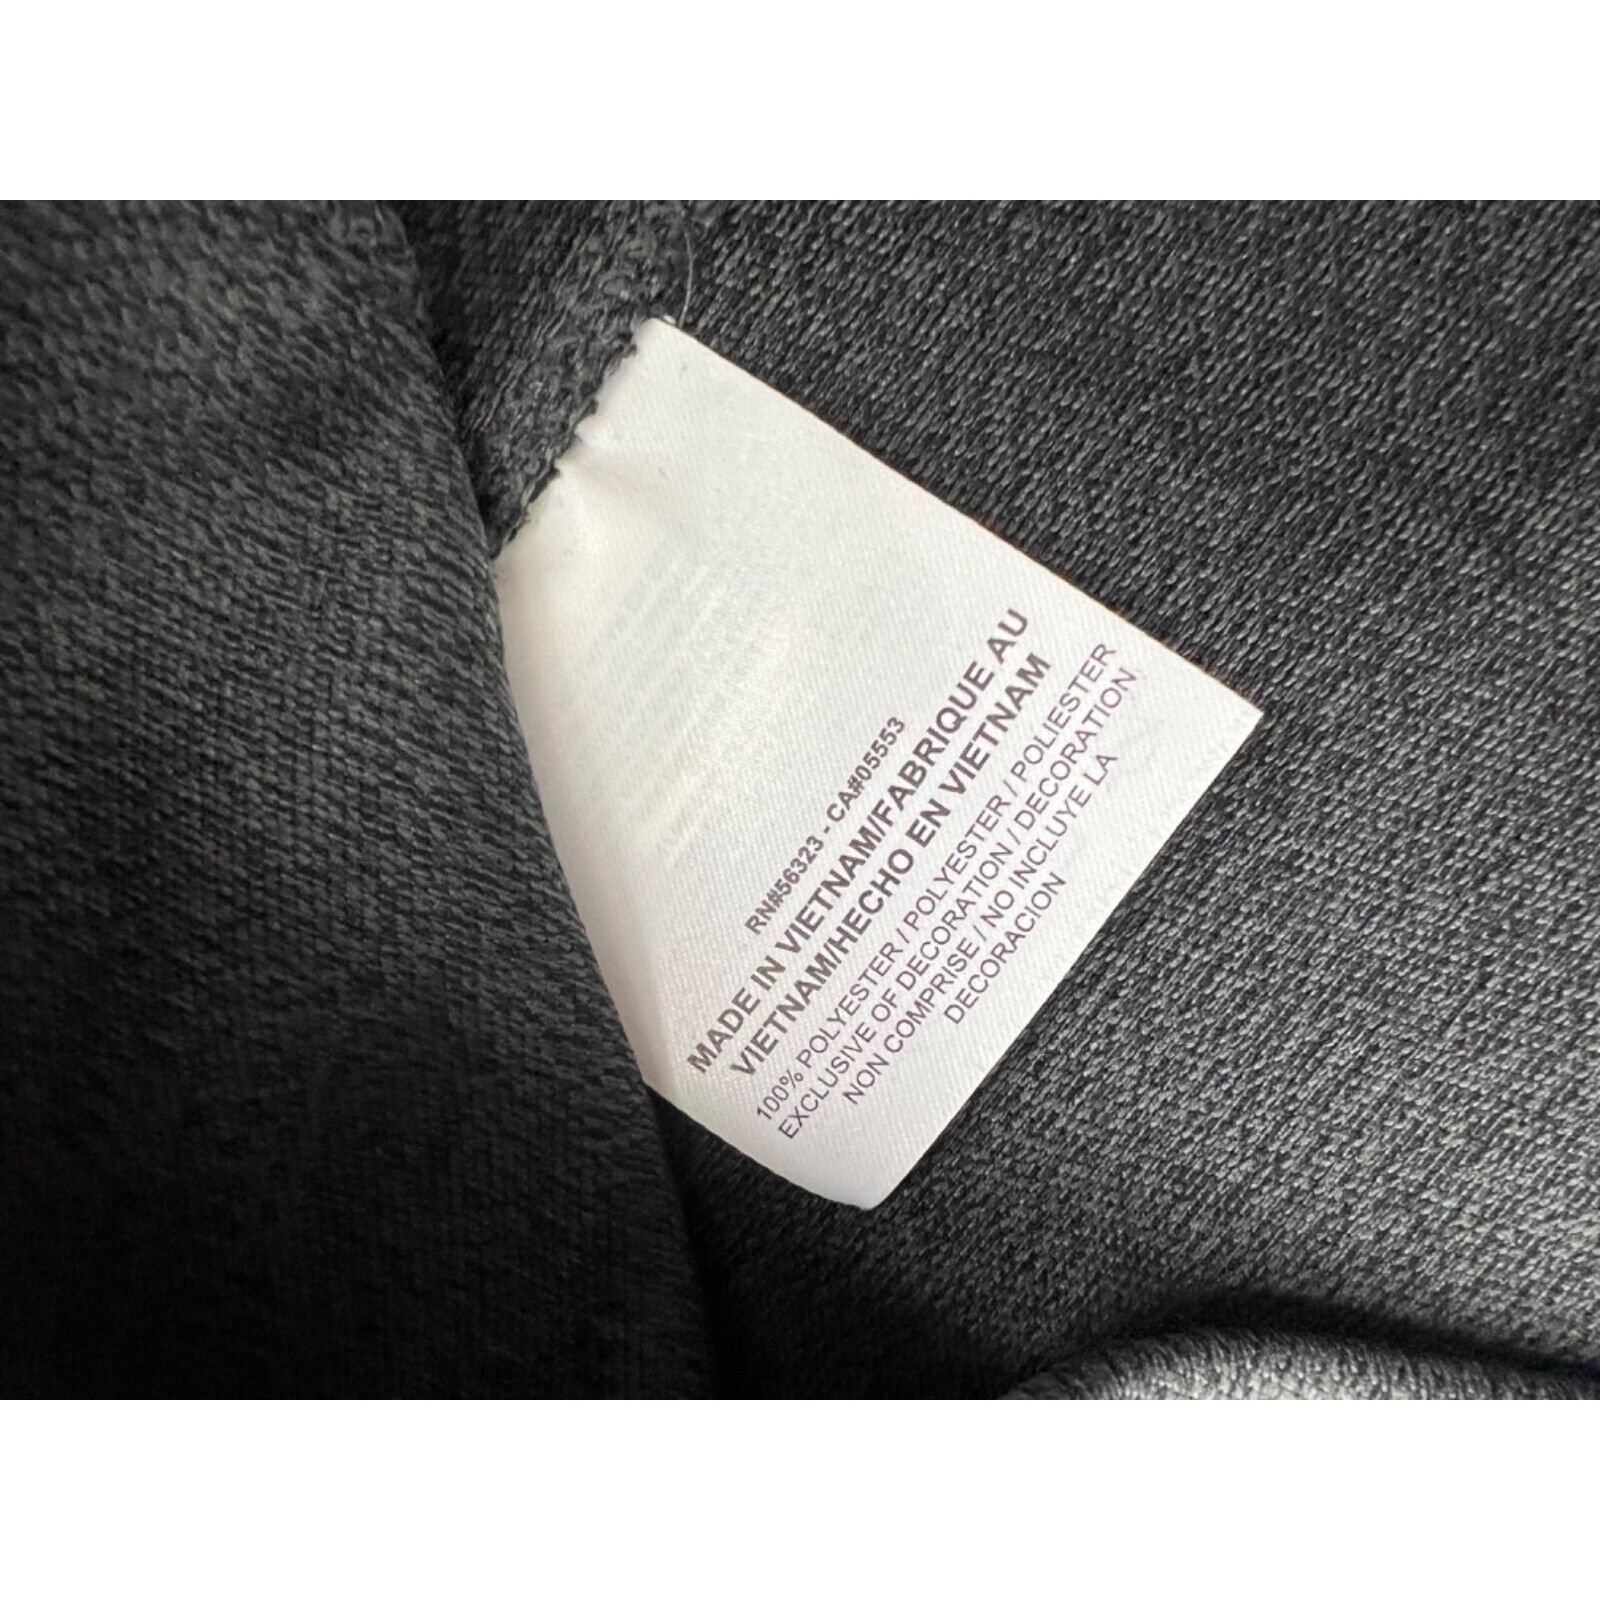 RN#56323 - CA#05553
MADE IN VIETNAM/FABRIQUE AU
VIETNAM/HECHO EN VIETNAM
100% POLYESTER / POLYESTER / POLIESTER
EXCLUSIVE OF DECORATION / DECORATION
NON COMPRISE / NO INCLUYE LA
DECORACION